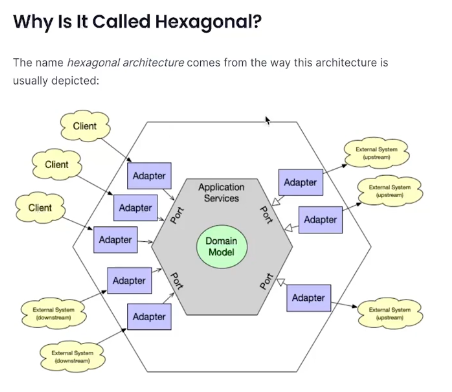 Why Is It Called Hexagonal?
The name hexagonal architecture comes from the way this architecture is
usually depicted:
Client
Client
Client
Adapter
Adapter
Adapter
Adapter
Adapter
External System
(downstream)
External System
(downstream)
Port
Port
Application
Services
Domain
Model
Port
Port
Adapter
Adapter
Adapter
External System
(upstream)
External System
(upstream)
External System
(upstream)